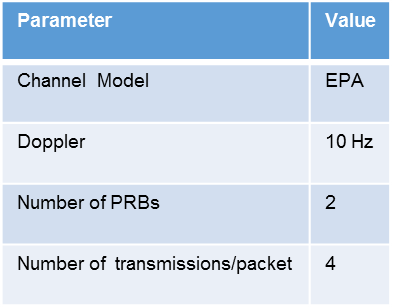 Parameter Value
Channel Model EPA
Doppler 10 Hz
Number of PRBs 2
Number of transmissions/packet 4